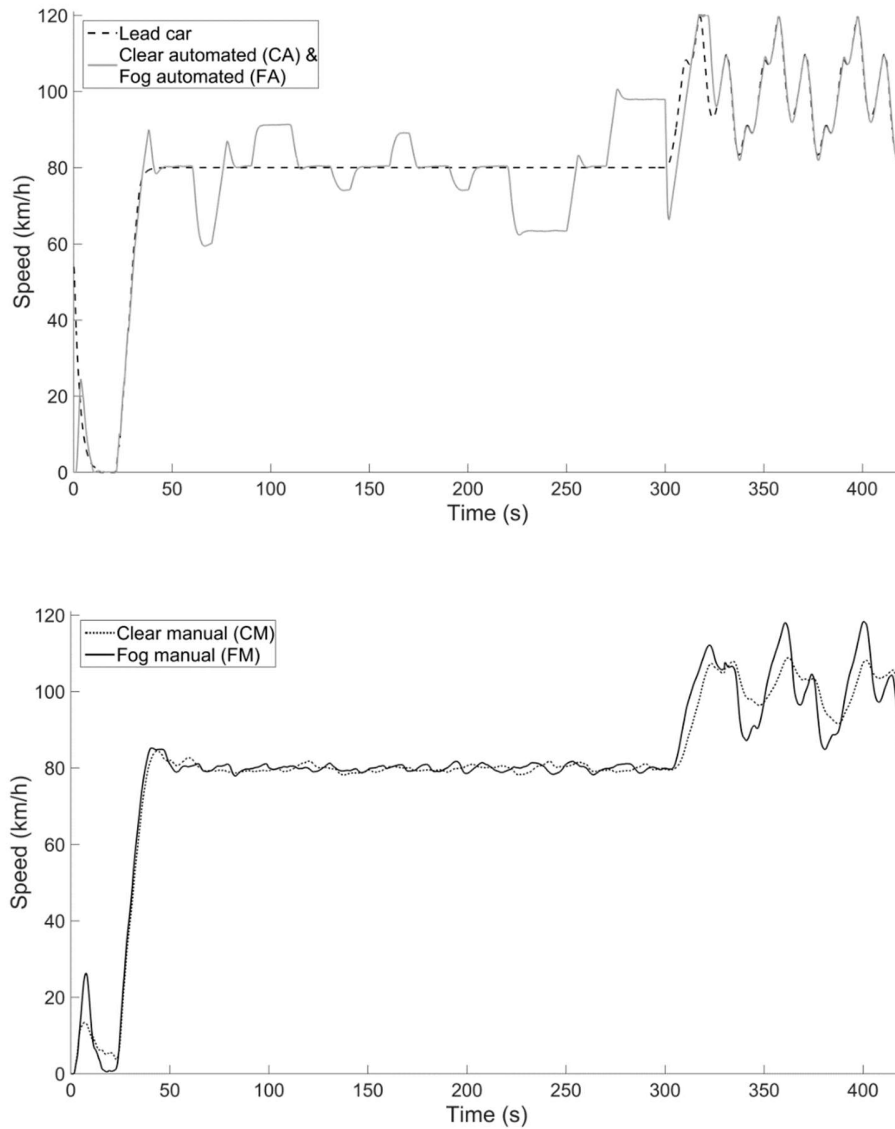 120
100
80
60
40
20
0
Speed (km/h)
Lead car
Clear automated (CA) &
Fog automated (FA)
0 50 100 150 200 250 300 350 400
Time (s)
120
100
80
60
40
20
0
Speed (km/h)
Clear manual (CM)
Fog manual (FM)
0 50 100 150 200 250 300 350 400
Time (s)